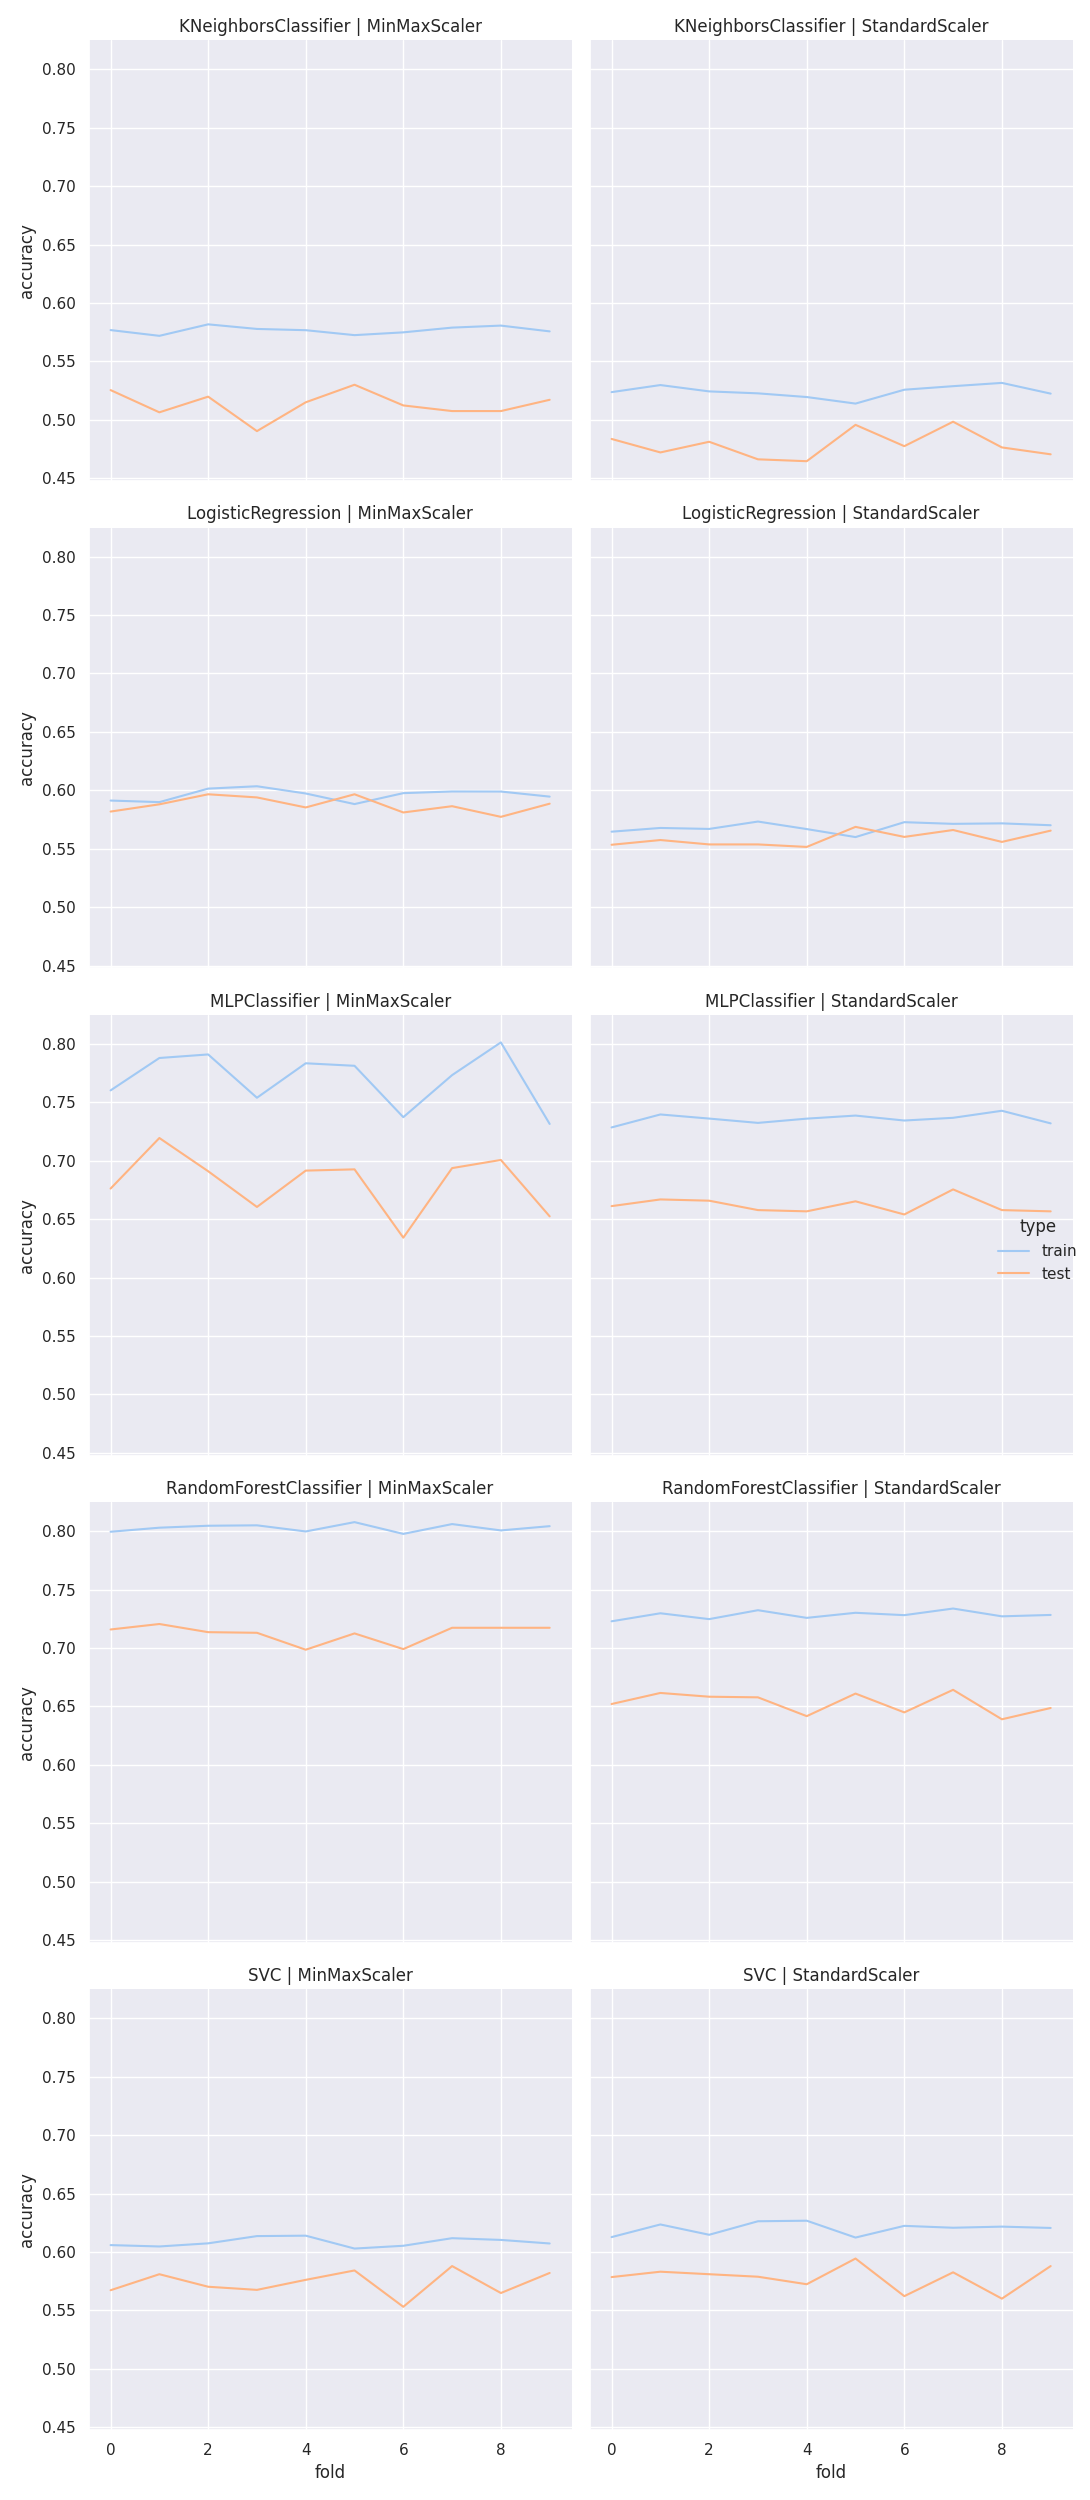 KNeighborsClassifier | MinMaxScaler
KNeighborsClassifier | StandardScaler
0.80
0.75
0.70
0.65
0.60
0.55
0.50
0.45
accuracy
LogisticRegression | MinMaxScaler
LogisticRegression | StandardScaler
0.80
0.75
0.70
0.65
0.60
0.55
0.50
0.45
accuracy
MLPClassifier | MinMaxScaler
MLPClassifier | StandardScaler
0.80
0.75
0.70
0.65
0.60
0.55
0.50
0.45
accuracy
type
train
test
RandomForestClassifier | MinMaxScaler
RandomForestClassifier | StandardScaler
0.80
0.75
0.70
0.65
0.60
0.55
0.50
0.45
accuracy
SVC | MinMaxScaler
SVC | StandardScaler
0.80
0.75
0.70
0.65
0.60
0.55
0.50
0.45
accuracy
0 2 4 6 8
0 2 4 6 8
fold
fold